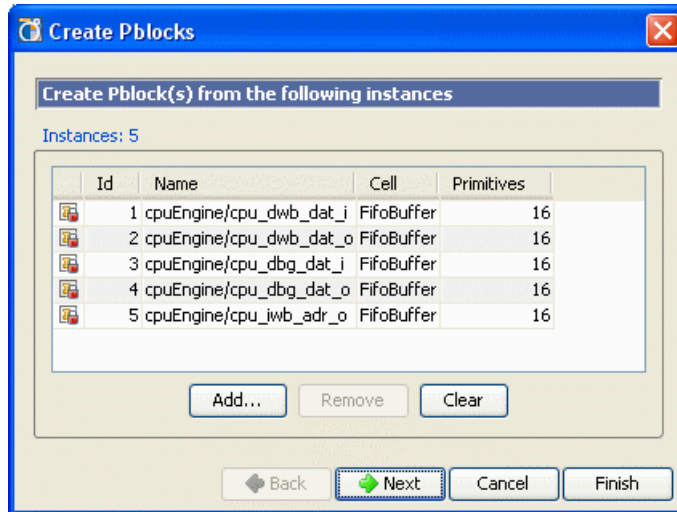 Create Pblocks
Create Pblock(s) from the following instances
Instances: 5
Id Name Cell Primitives
1 cpuEngine/cpu_dwb_dat_i FifoBuffer 16
2 cpuEngine/cpu_dwb_dat_o FifoBuffer 16
3 cpuEngine/cpu_dbg_dat_i FifoBuffer 16
4 cpuEngine/cpu_dbg_dat_o FifoBuffer 16
5 cpuEngine/cpu_iwb_adr_o FifoBuffer 16
Add... Remove Clear
Back Next Cancel Finish